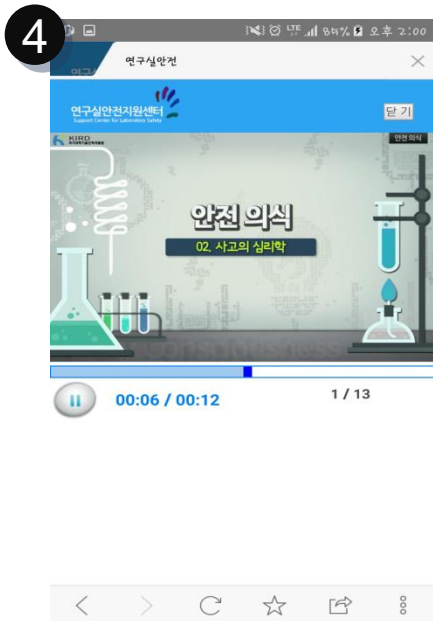 4
LTE 84% 오후 2:00
연구실안전
연구실안전지원센터
Support Center for Laboratory Safety
닫기
KIRD
안전 의식
안전 의식
02. 사고의 심리학
00:06 / 00:12
1 / 13